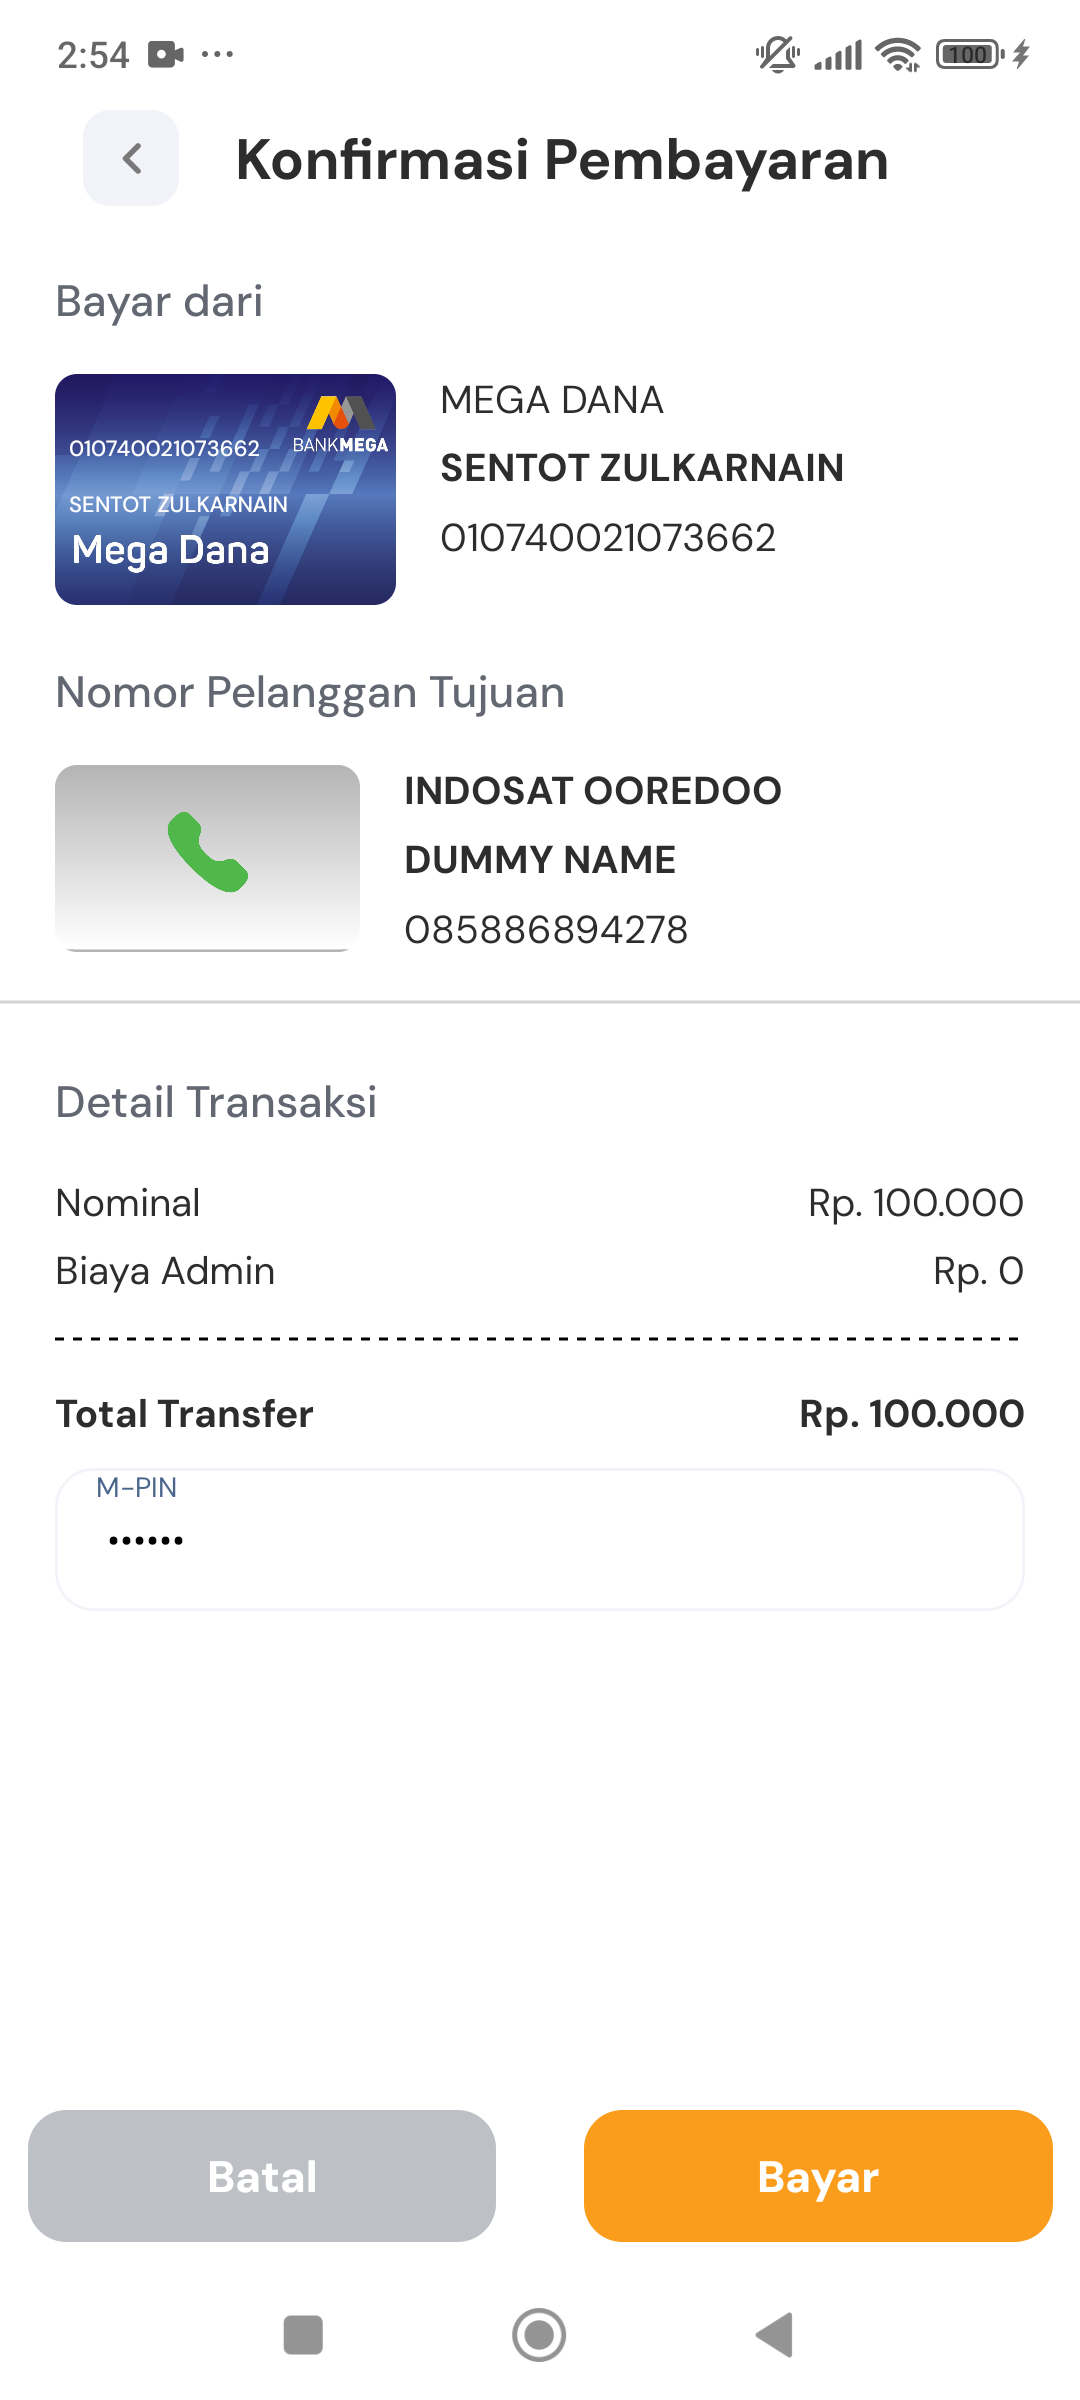 2:54
100
Konfirmasi Pembayaran
Bayar dari
010740021073662
BANKMEGA
SENTOT ZULKARNAIN
Mega Dana
MEGA DANA
SENTOT ZULKARNAIN
010740021073662
Nomor Pelanggan Tujuan
INDOSAT OOREDOO
DUMMY NAME
085886894278
Detail Transaksi
Nominal Rp. 100.000
Biaya Admin Rp. 0
Total Transfer Rp. 100.000
M-PIN
••••••
Batal Bayar